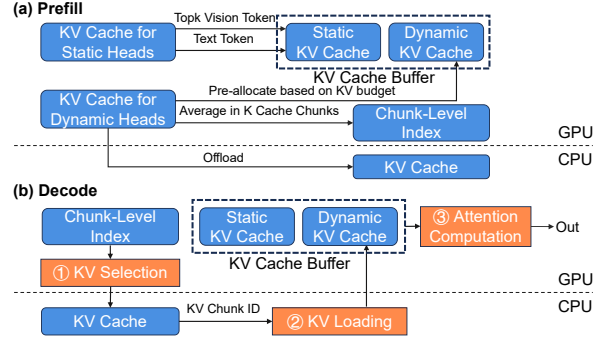 (a) Prefill
KV Cache for
Static Heads
Topk Vision Token
Text Token
Static
KV Cache
Dynamic
KV Cache
KV Cache Buffer
Pre-allocate based on KV budget
KV Cache for
Dynamic Heads
Average in K Cache Chunks
Chunk-Level
Index
GPU
CPU
Offload
KV Cache
(b) Decode
Chunk-Level
Index
Static
KV Cache
Dynamic
KV Cache
KV Cache Buffer
③ Attention
Computation
Out
① KV Selection
GPU
CPU
KV Cache
KV Chunk ID
② KV Loading